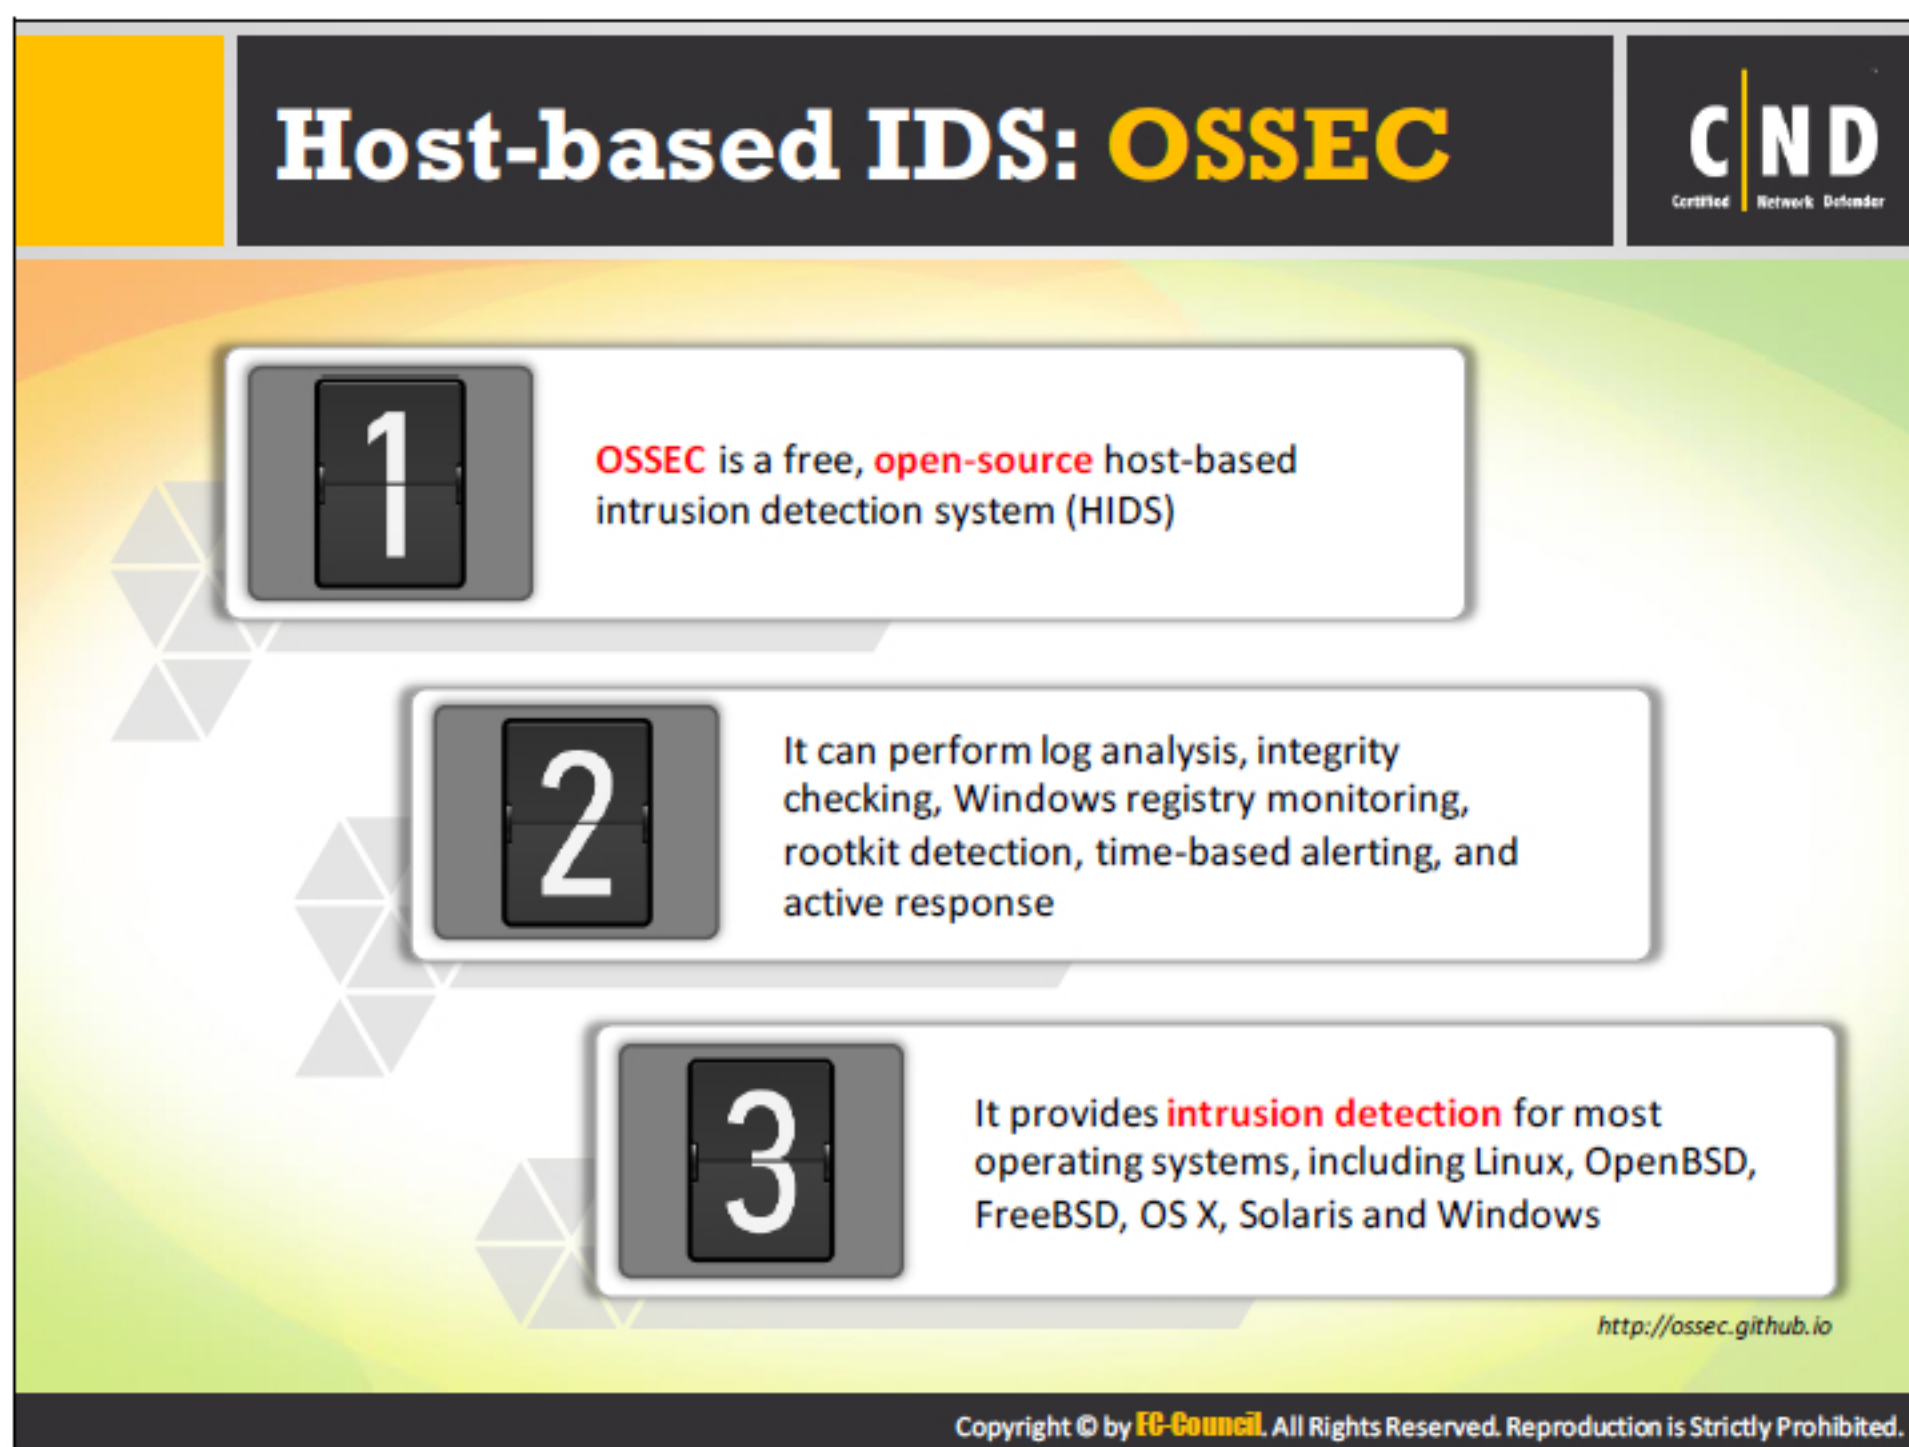 Host-based IDS: OSSEC
C ND
Certified Network Defender
1
OSSEC is a free, open-source host-based
intrusion detection system (HIDS)
2
It can perform log analysis, integrity
checking, Windows registry monitoring,
rootkit detection, time-based alerting, and
active response
3
It provides intrusion detection for most
operating systems, including Linux, OpenBSD,
FreeBSD, OS X, Solaris and Windows
http://ossec.github.io
Copyright © by EC-Council. All Rights Reserved. Reproduction is Strictly Prohibited.